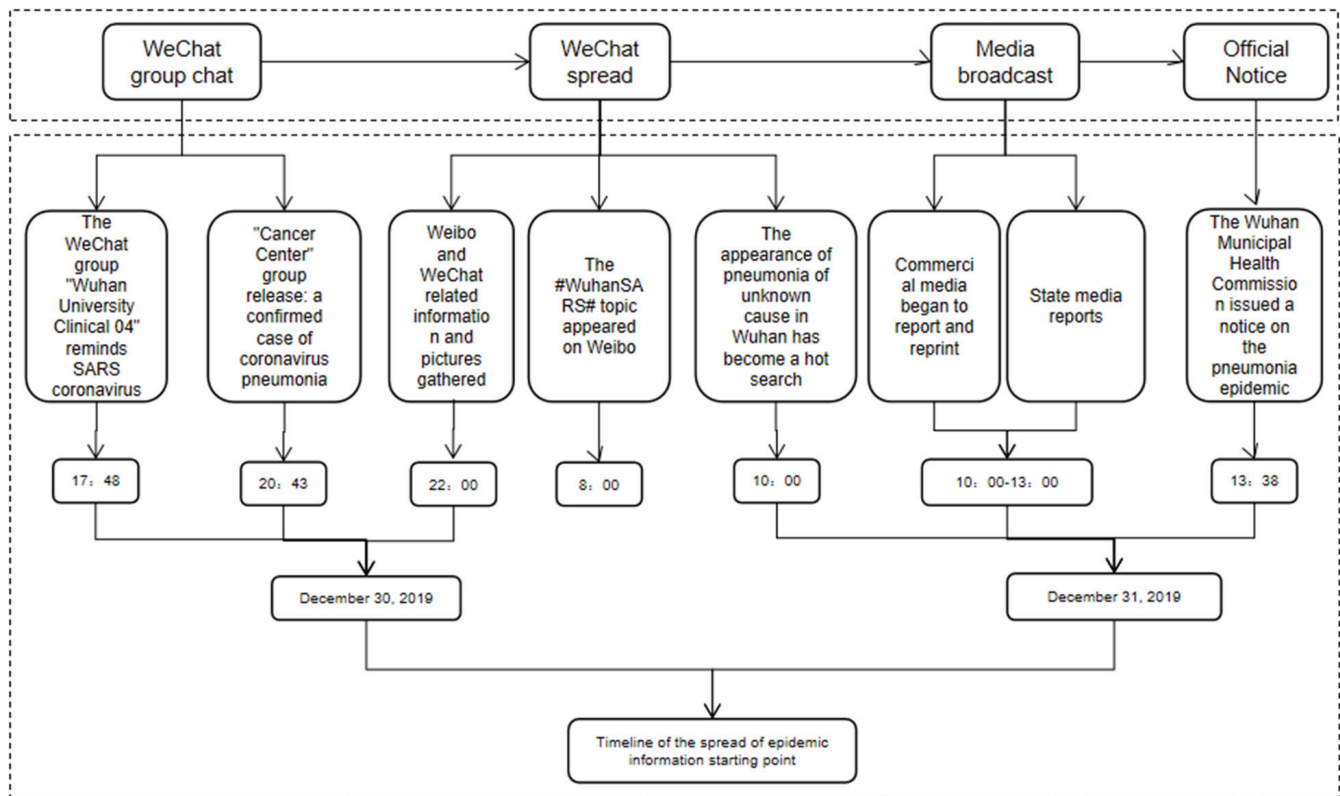 WeChat
group chat
WeChat
spread
Media
broadcast
Official
Notice
The
WeChat
group
"Wuhan
University
Clinical 04"
reminds
SARS
coronavirus
"Cancer
Center"
group
release: a
confirmed
case of
coronavirus
pneumonia
Weibo
and
WeChat
related
informatio
n and
pictures
gathered
The
#WuhanSA
RS# topic
appeared
on Weibo
The
appearance of
pneumonia of
unknown
cause in
Wuhan has
become a hot
search
Commerci
al media
began to
report and
reprint
State media
reports
The Wuhan
Municipal
Health
Commissio
n issued a
notice on
the
pneumonia
epidemic
17：48
20：43
22：00
8：00
10：00
10：00-13：00
13：38
December 30, 2019
December 31, 2019
Timeline of the spread of epidemic
information starting point